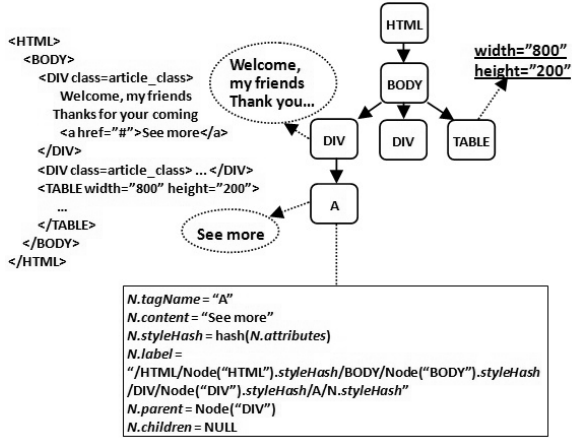 <HTML>
<BODY>
<DIV class=article_class>
Welcome, my friends
Thanks for your coming
<a href="#">See more</a>
</DIV>
<DIV class=article_class> ... </DIV>
<TABLE width="800" height="200">
...
</TABLE>
</BODY>
</HTML>
HTML
BODY
DIV
DIV
TABLE
A
Welcome,
my friends
Thank you...
width="800"
height="200"
See more
N.tagName = "A"
N.content = "See more"
N.styleHash = hash(N.attributes)
N.label =
"/HTML/Node("HTML").styleHash/BODY/Node("BODY").styleHash
/DIV/Node("DIV").styleHash/A/N.styleHash"
N.parent = Node("DIV")
N.children = NULL